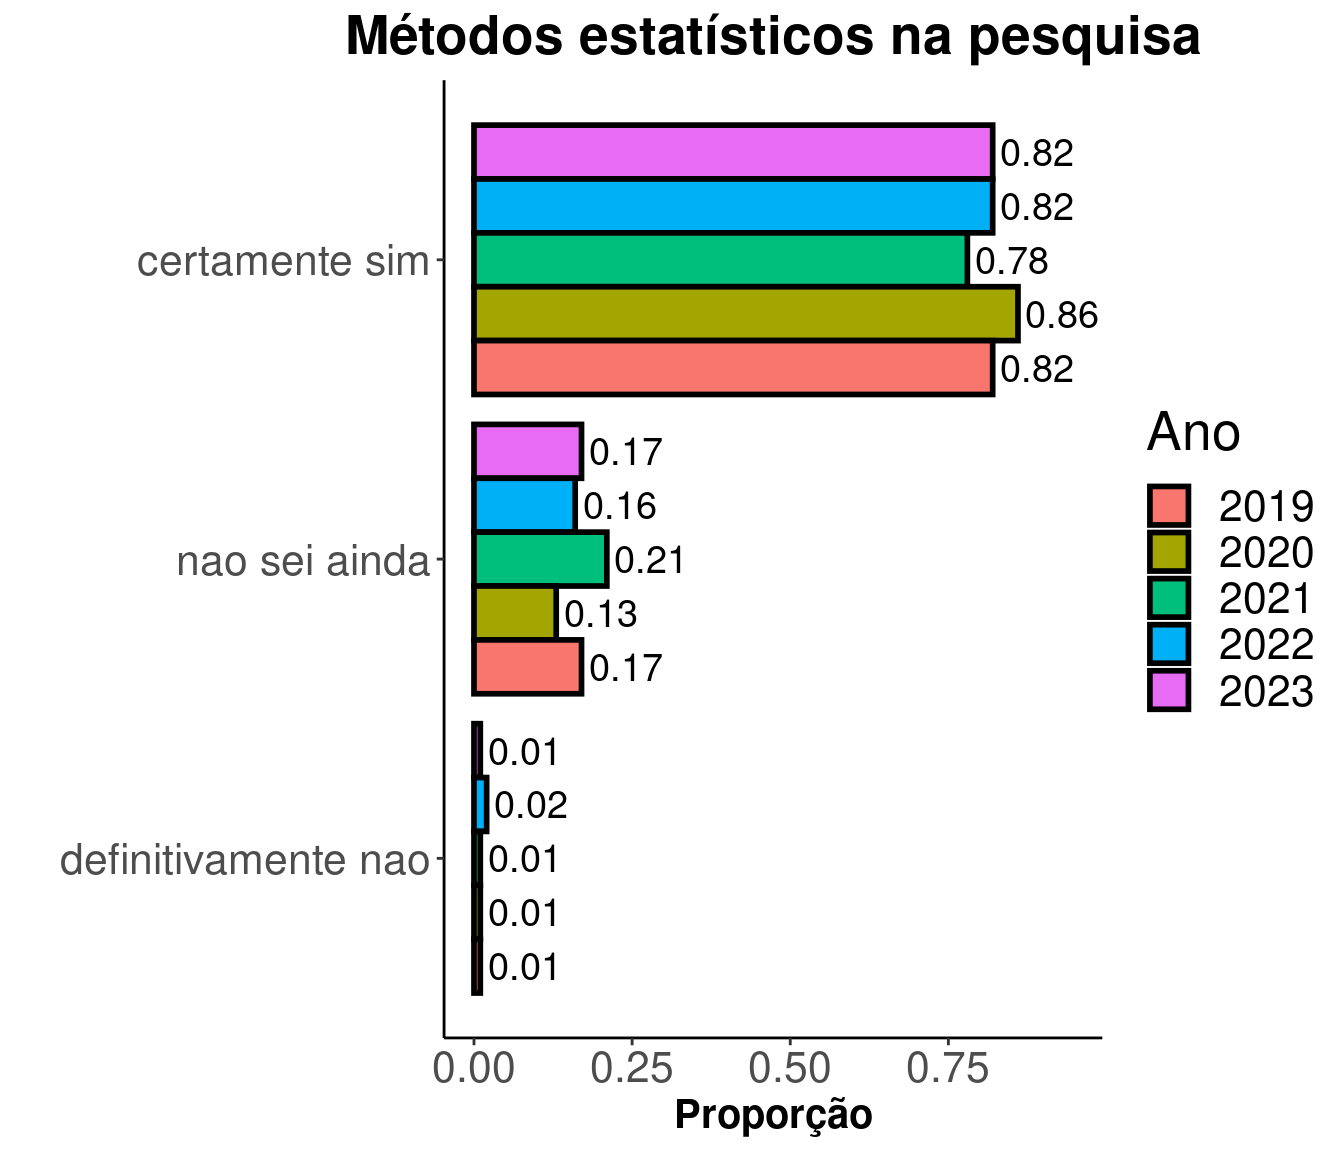 Métodos estatísticos na pesquisa
certamente sim
0.82
0.82
0.78
0.86
0.82
nao sei ainda
0.17
0.16
0.21
0.13
0.17
definitivamente nao
0.01
0.02
0.01
0.01
0.01
0.00 0.25 0.50 0.75
Proporção
Ano
2019
2020
2021
2022
2023